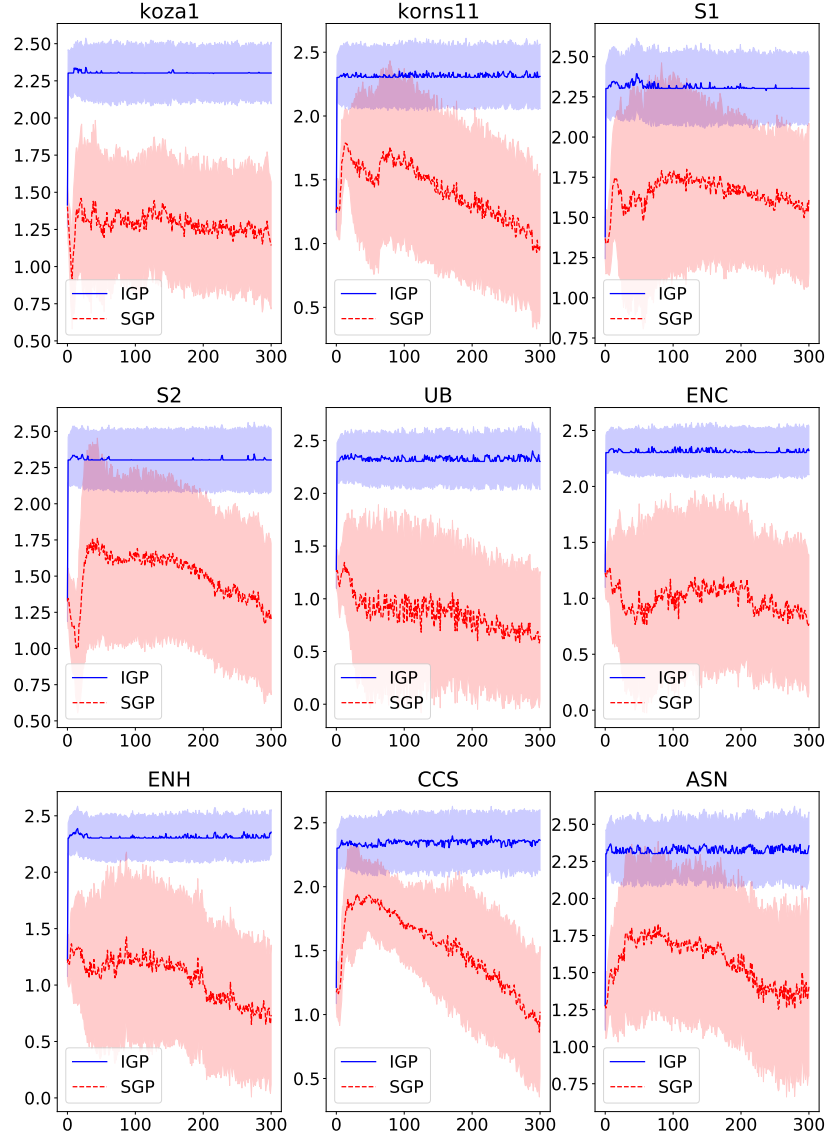 koza1 korns11 S1
2.50 2.5 2.50
2.25 2.25
2.00 2.0 2.00
1.75 1.75
1.50 1.5 1.50
1.25 1.25
1.00 1.0 1.00
0.75 0.5 0.75
0.50
IGP IGP IGP
SGP SGP SGP
0 100 200 300 0 100 200 300 0 100 200 300
S2 UB ENC
2.50 2.5 2.5
2.25 2.0 2.0
2.00
1.75 1.5 1.5
1.50
1.25 1.0 1.0
1.00 0.5 0.5
0.75
0.50 0.0 0.0
IGP IGP IGP
SGP SGP SGP
0 100 200 300 0 100 200 300 0 100 200 300
ENH CCS ASN
2.5 2.5 2.50
2.0 2.0 2.25
2.00
1.5 1.5 1.75
1.0 1.50
0.5 1.0 1.25
1.00
0.0 0.5 0.75
IGP IGP IGP
SGP SGP SGP
0 100 200 300 0 100 200 300 0 100 200 300